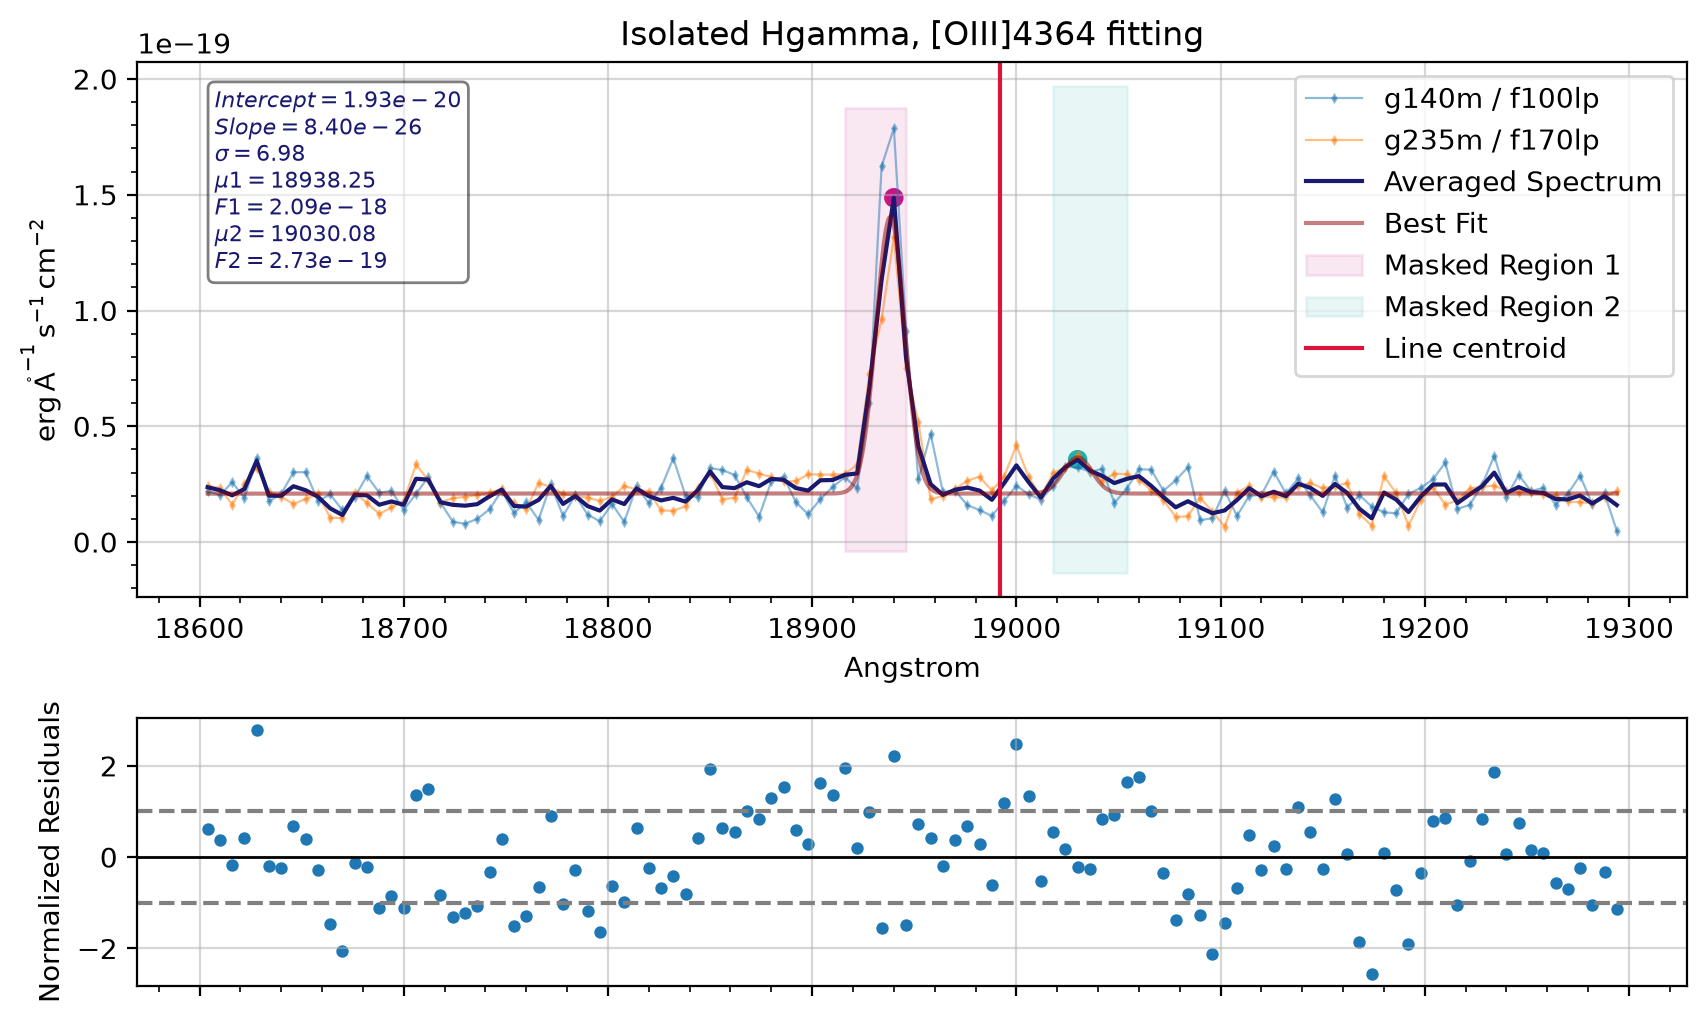 Isolated Hgamma, [OIII]4364 fitting
1e−19
2.0
1.5
1.0
0.5
0.0
erg Å⁻¹ s⁻¹ cm⁻²
Intercept = 1.93e − 20
Slope = 8.40e − 26
σ = 6.98
μ1 = 18938.25
F1 = 2.09e − 18
μ2 = 19030.08
F2 = 2.73e − 19
g140m / f100lp
g235m / f170lp
Averaged Spectrum
Best Fit
Masked Region 1
Masked Region 2
Line centroid
18600 18700 18800 18900 19000 19100 19200 19300
Angstrom
Normalized Residuals
2
0
−2